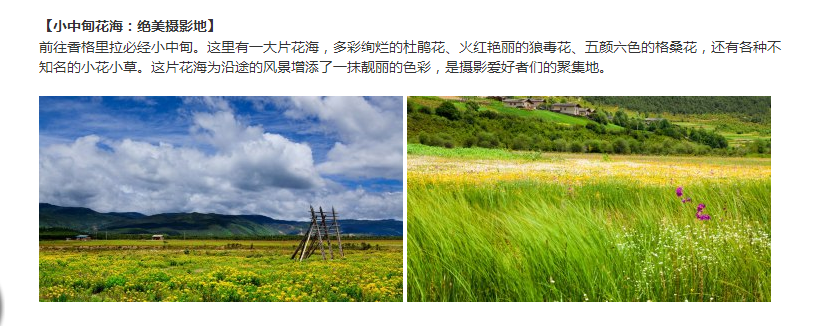 【小中甸花海：绝美摄影地】
前往香格里拉必经小中甸。这里有一大片花海，多彩绚烂的杜鹃花、火红艳丽的狼毒花、五颜六色的格桑花，还有各种不
知名的小花小草。这片花海为沿途的风景增添了一抹靓丽的色彩，是摄影爱好者们的聚集地。